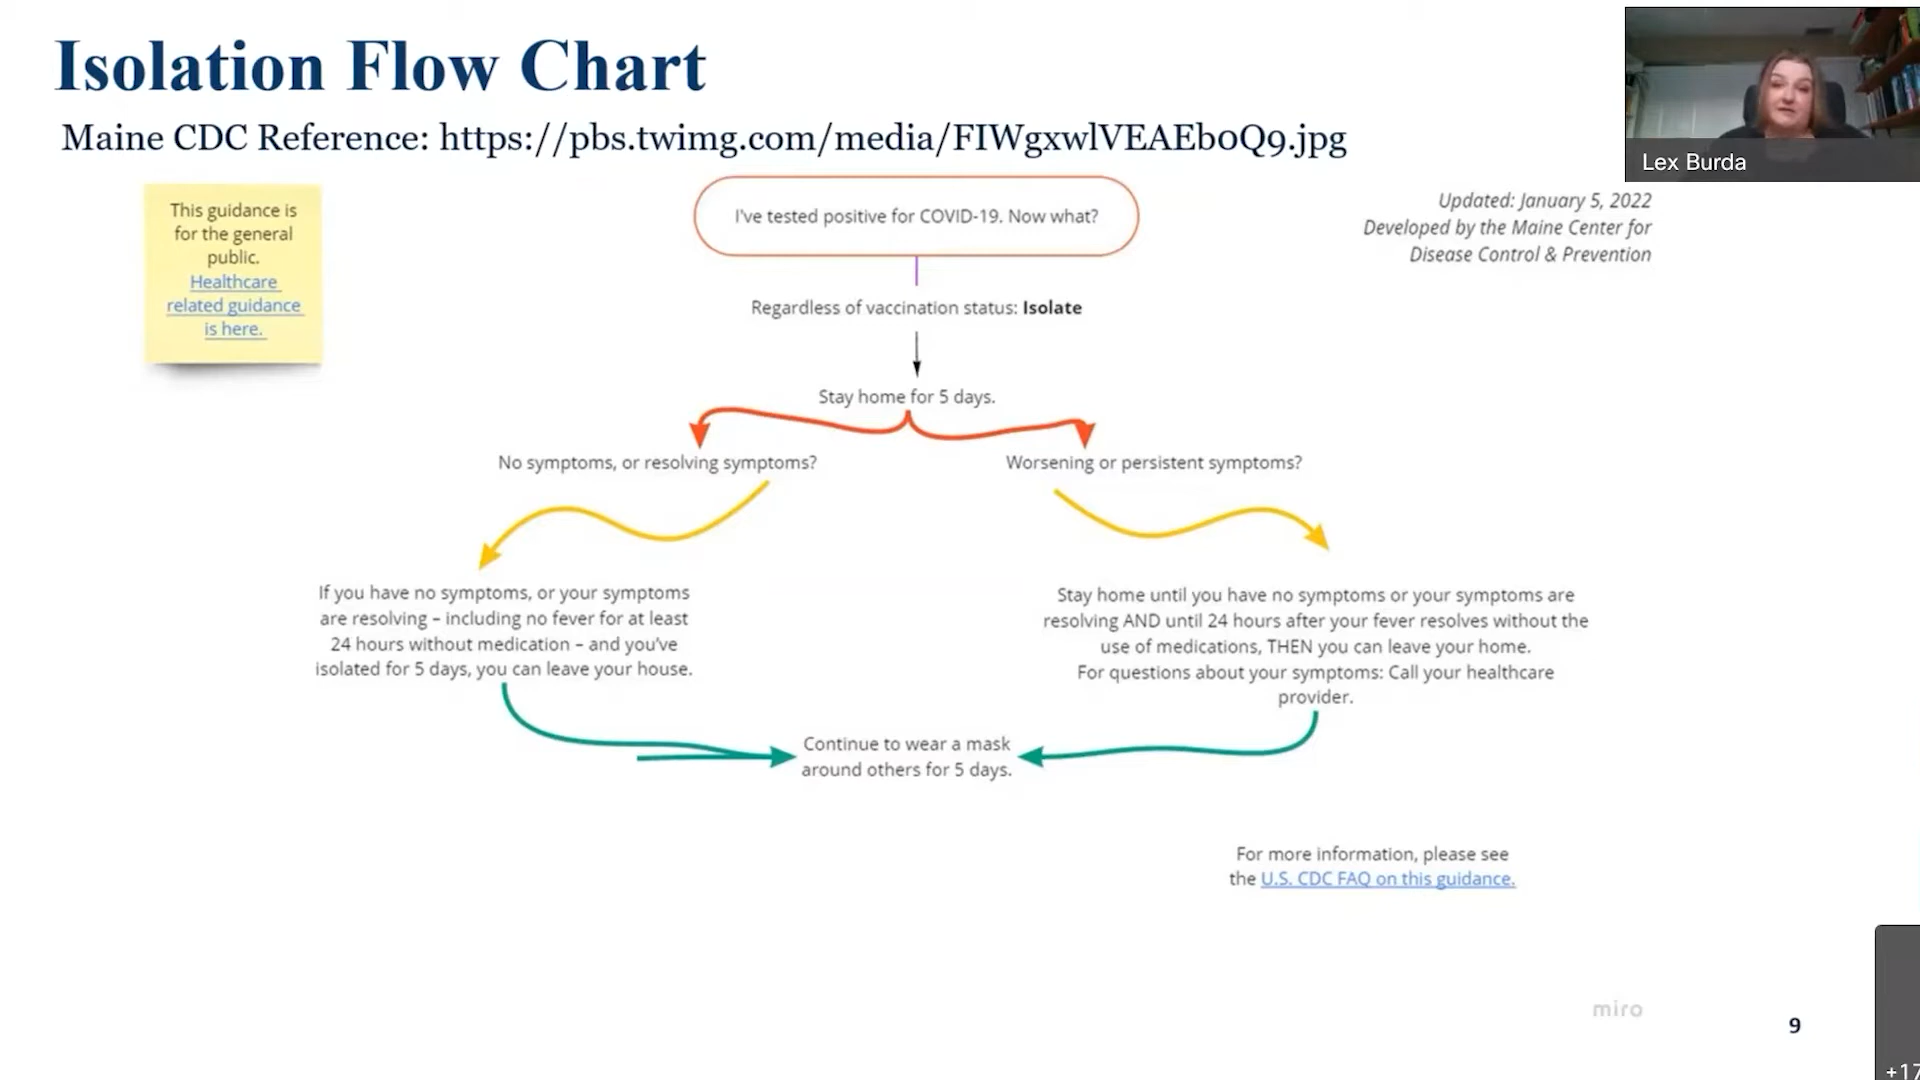 Isolation Flow Chart
Maine CDC Reference: https://pbs.twimg.com/media/FIWgxwlVEAEb0Q9.jpg
Lex Burda
This guidance is
for the general
public.
Healthcare
related guidance
is here.
I've tested positive for COVID-19. Now what?
Updated: January 5, 2022
Developed by the Maine Center for
Disease Control & Prevention
Regardless of vaccination status: Isolate
Stay home for 5 days.
No symptoms, or resolving symptoms?
Worsening or persistent symptoms?
If you have no symptoms, or your symptoms
are resolving – including no fever for at least
24 hours without medication – and you've
isolated for 5 days, you can leave your house.
Stay home until you have no symptoms or your symptoms are
resolving AND until 24 hours after your fever resolves without the
use of medications, THEN you can leave your home.
For questions about your symptoms: Call your healthcare
provider.
Continue to wear a mask
around others for 5 days.
For more information, please see
the U.S. CDC FAQ on this guidance.
miro
9